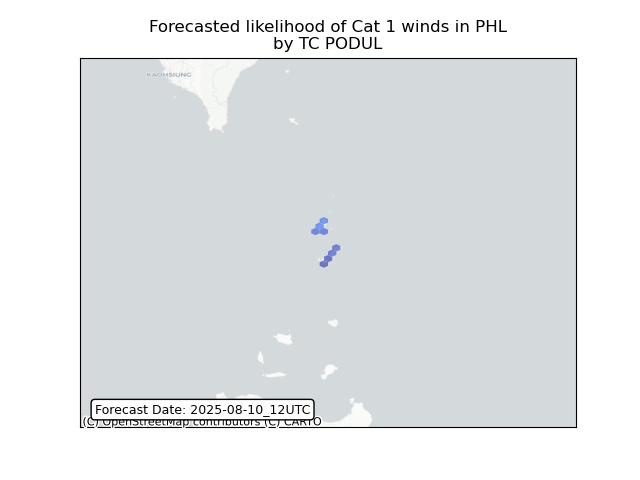 Forecasted likelihood of Cat 1 winds in PHL
by TC PODUL
KAOHSIUNG
Forecast Date: 2025-08-10_12UTC
(C) OpenStreetMap contributors (C) CARTO